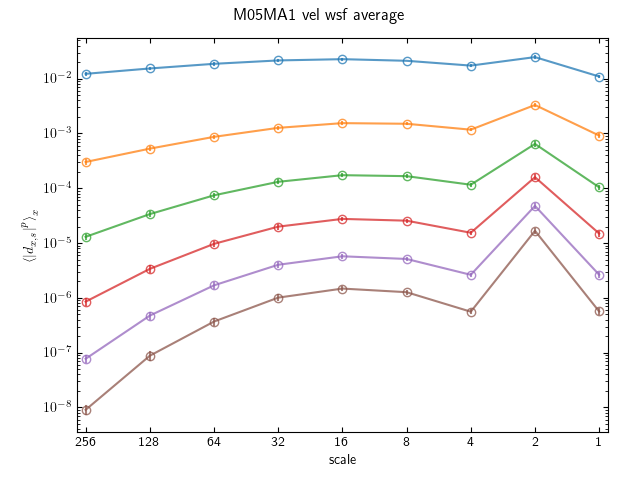 M05MA1 vel wsf average
⟨|d_{x,s}|^p⟩_x
10^{-2}
10^{-3}
10^{-4}
10^{-5}
10^{-6}
10^{-7}
10^{-8}
256 128 64 32 16 8 4 2 1
scale